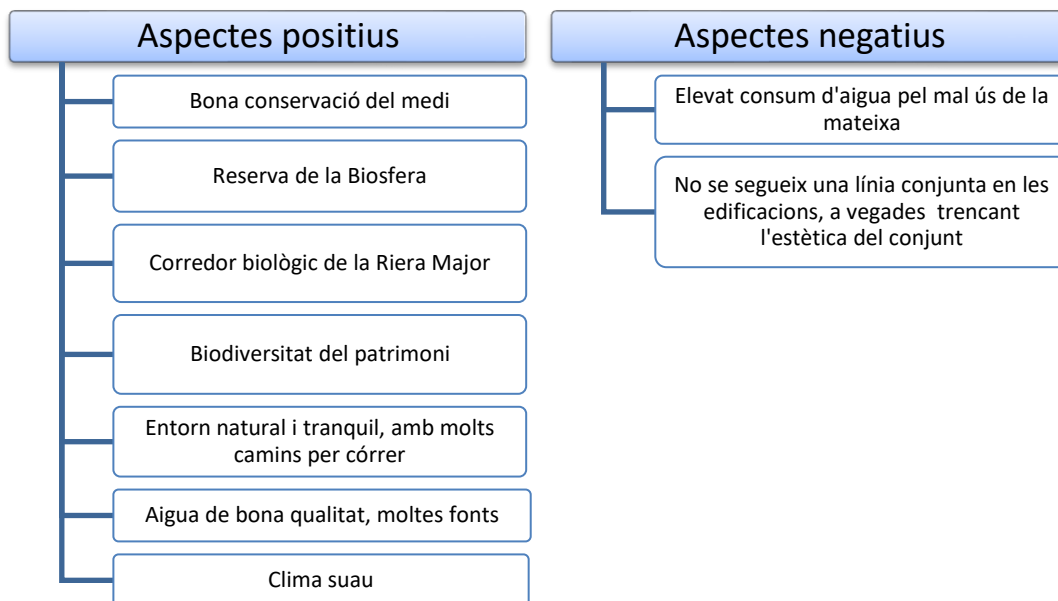 Aspectes positius
Bona conservació del medi
Reserva de la Biosfera
Corredor biològic de la Riera Major
Biodiversitat del patrimoni
Entorn natural i tranquil, amb molts
camins per córrer
Aigua de bona qualitat, moltes fonts
Clima suau
Aspectes negatius
Elevat consum d'aigua pel mal ús de la
mateixa
No se segueix una línia conjunta en les
edificacions, a vegades  trencant
l'estètica del conjunt